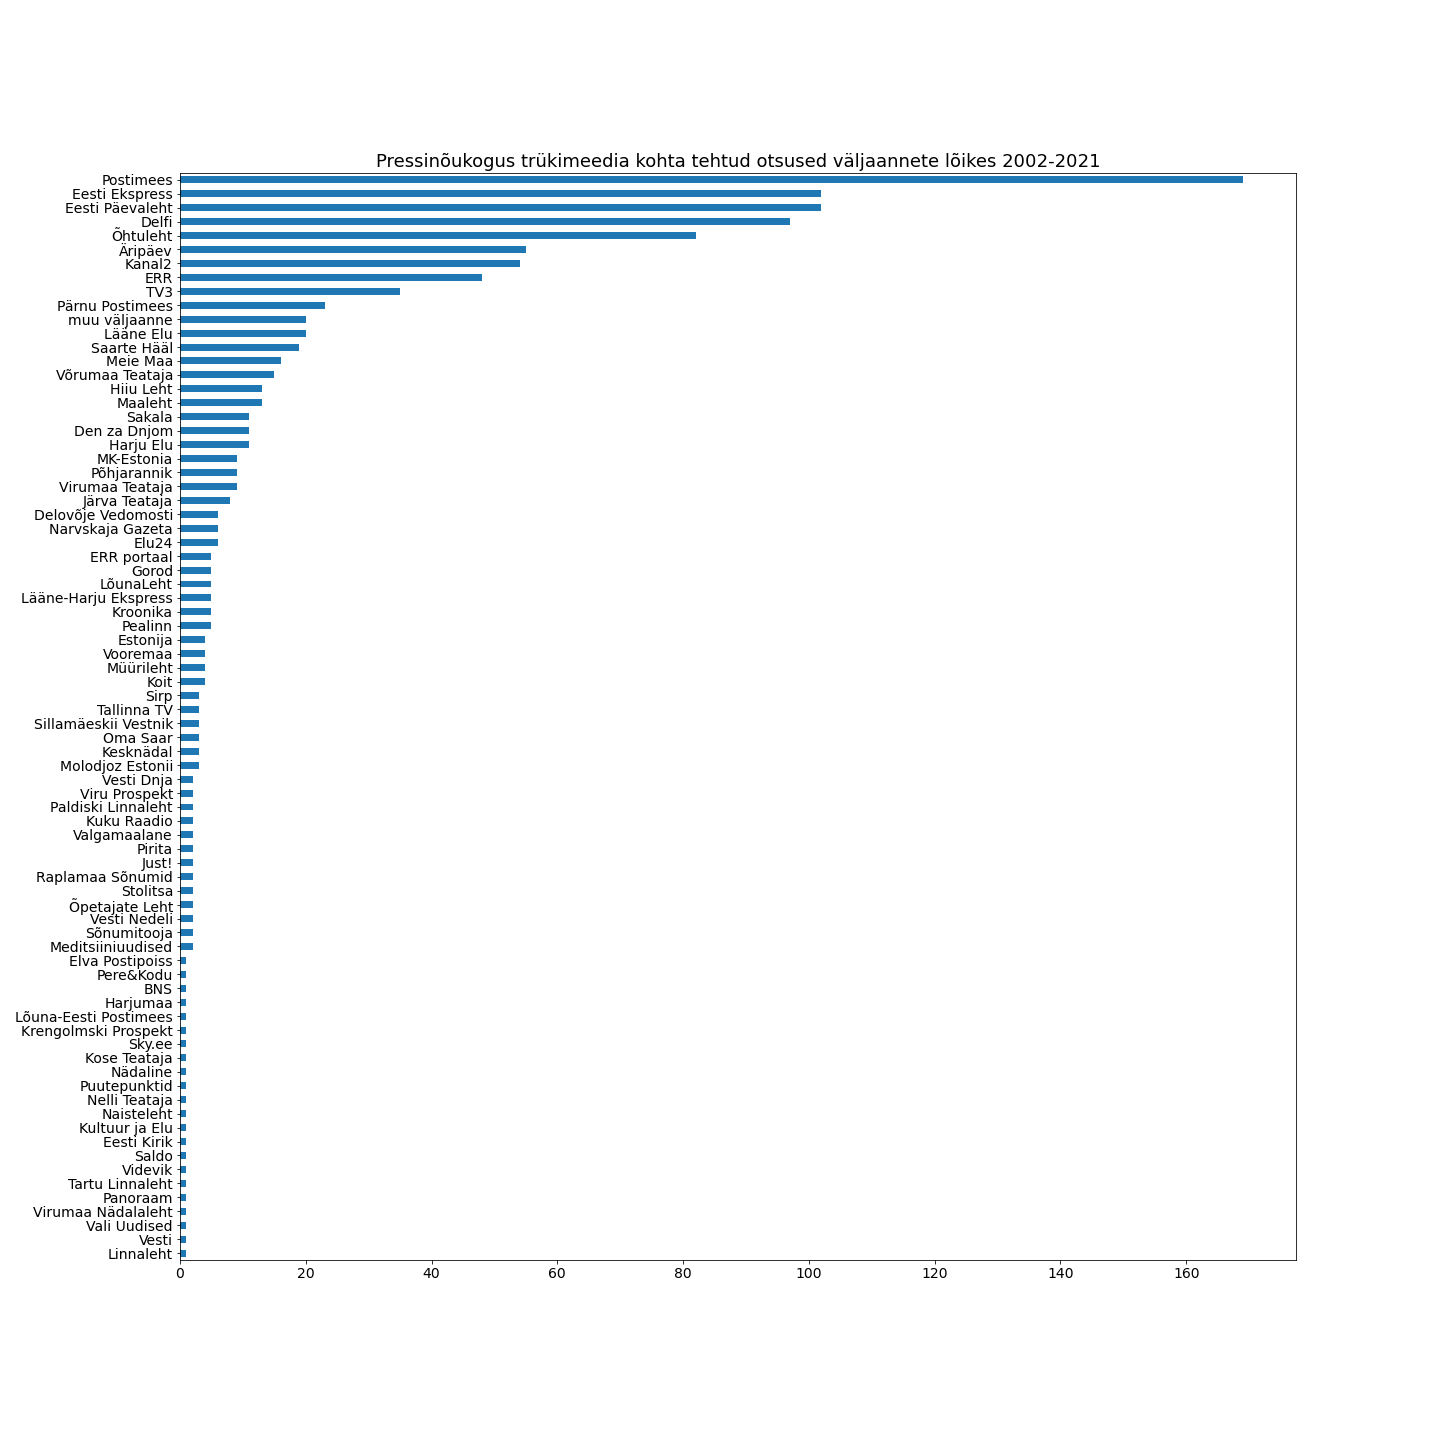 Pressinõukogus trükimeedia kohta tehtud otsused väljaannete lõikes 2002-2021
Postimees
Eesti Ekspress
Eesti Päevaleht
Delfi
Õhtuleht
Äripäev
Kanal2
ERR
TV3
Pärnu Postimees
muu väljaanne
Lääne Elu
Saarte Hääl
Meie Maa
Võrumaa Teataja
Hiiu Leht
Maaleht
Sakala
Den za Dnjom
Harju Elu
MK-Estonia
Põhjarannik
Virumaa Teataja
Järva Teataja
Delovõje Vedomosti
Narvskaja Gazeta
Elu24
ERR portaal
Gorod
LõunaLeht
Lääne-Harju Ekspress
Kroonika
Pealinn
Estonija
Vooremaa
Müürileht
Koit
Sirp
Tallinna TV
Sillamäeskii Vestnik
Oma Saar
Kesknädal
Molodjoz Estonii
Vesti Dnja
Viru Prospekt
Paldiski Linnaleht
Kuku Raadio
Valgamaalane
Pirita
Just!
Raplamaa Sõnumid
Stolitsa
Õpetajate Leht
Vesti Nedeli
Sõnumitooja
Meditsiiniuudised
Elva Postipoiss
Pere&Kodu
BNS
Harjumaa
Lõuna-Eesti Postimees
Krengolmski Prospekt
Sky.ee
Kose Teataja
Nädaline
Puutepunktid
Nelli Teataja
Naisteleht
Kultuur ja Elu
Eesti Kirik
Saldo
Videvik
Tartu Linnaleht
Panoraam
Virumaa Nädalaleht
Vali Uudised
Vesti
Linnaleht
0 20 40 60 80 100 120 140 160